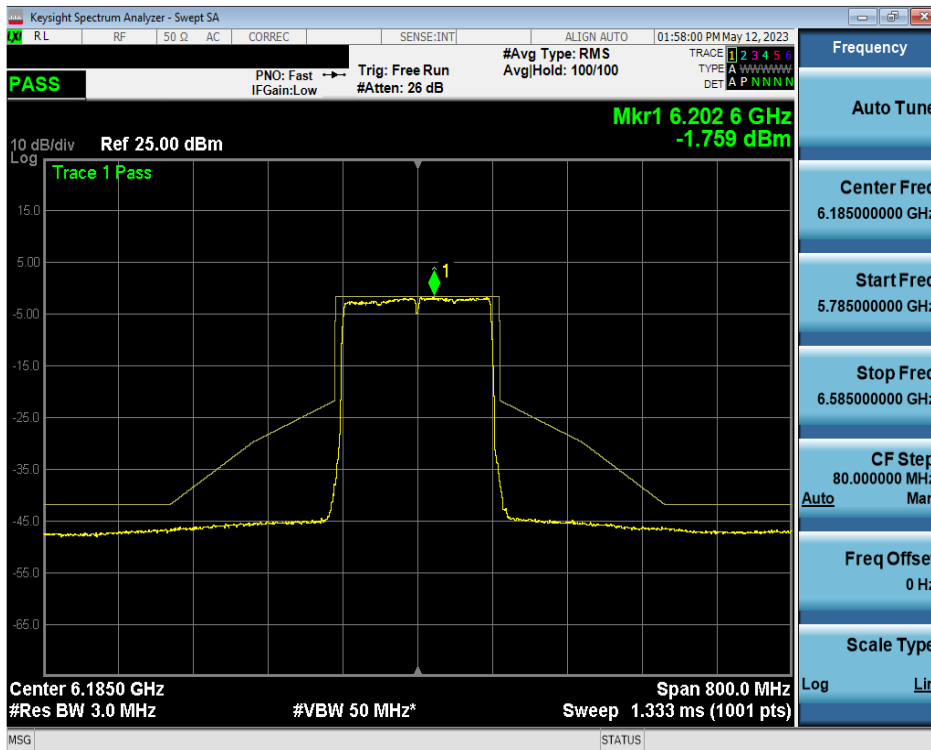 Keysight Spectrum Analyzer - Swept SA
LXI RL RF 50 Ω AC CORREC SENSE:INT ALIGN AUTO 01:58:00 PM May 12, 2023
PASS
PNO: Fast
IFGain:Low
Trig: Free Run
#Atten: 26 dB
#Avg Type: RMS
Avg|Hold: 100/100
TRACE 1 2 3 4 5 6
TYPE A WWWWW
DET A P N N N N
Mkr1 6.202 6 GHz
-1.759 dBm
10 dB/div Ref 25.00 dBm
Log
Trace 1 Pass
15.0
5.00
-5.00
-15.0
-25.0
-35.0
-45.0
-55.0
-65.0
1
Center 6.1850 GHz Span 800.0 MHz
#Res BW 3.0 MHz #VBW 50 MHz* Sweep 1.333 ms (1001 pts)
MSG STATUS
Frequency
Auto Tune
Center Freq
6.185000000 GHz
Start Freq
5.785000000 GHz
Stop Freq
6.585000000 GHz
CF Step
80.000000 MHz
Auto Man
Freq Offset
0 Hz
Scale Type
Log Lin